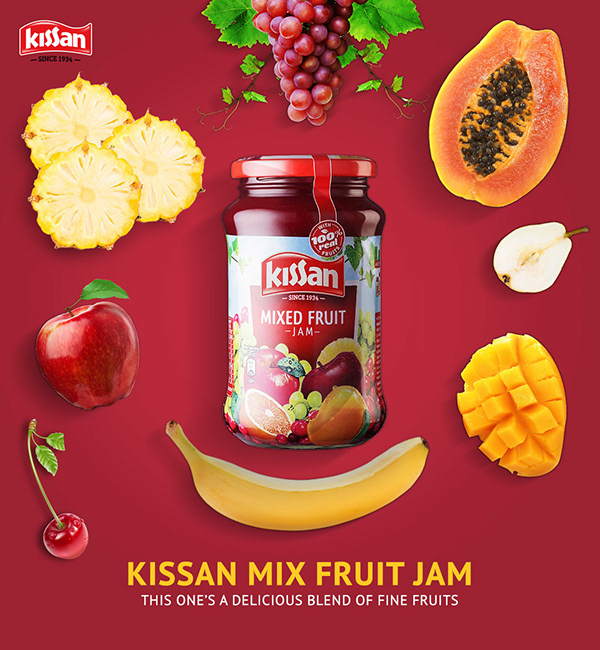 kissan
SINCE 1934
WITH
100%
real
FRUITS
kissan
SINCE 1934
MIXED FRUIT
JAM
KISSAN MIX FRUIT JAM
THIS ONE'S A DELICIOUS BLEND OF FINE FRUITS